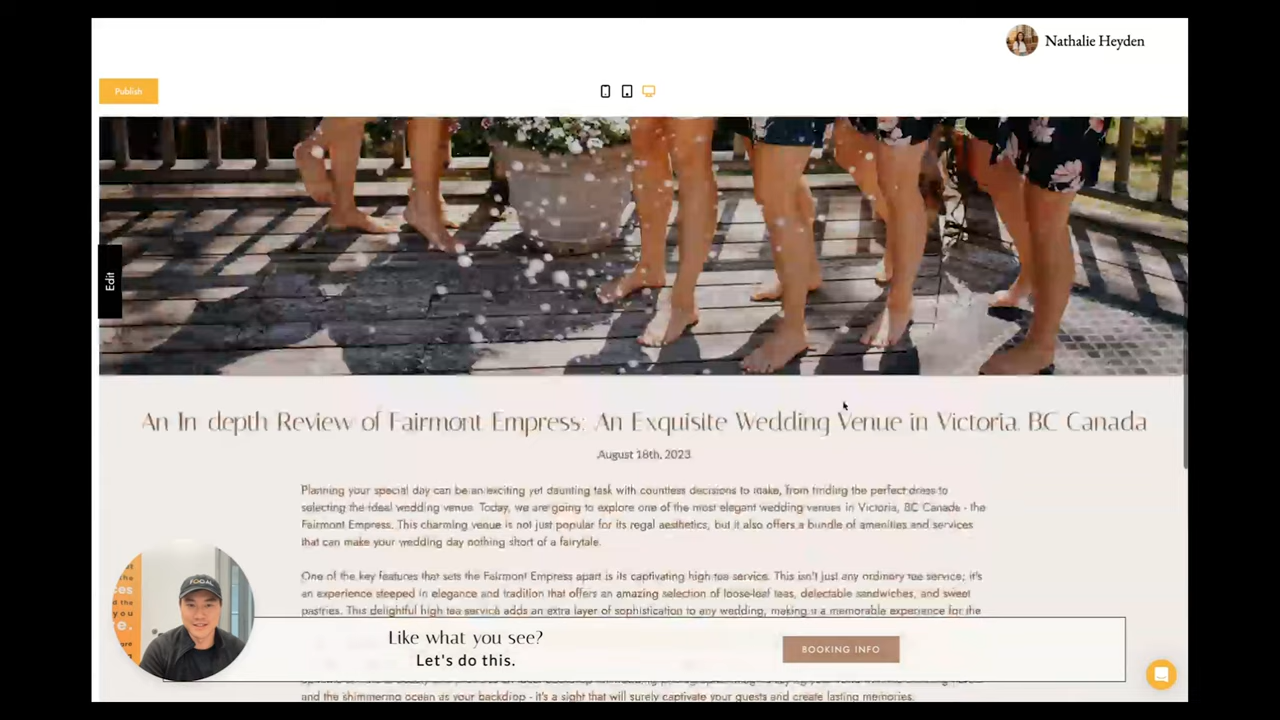 Nathalie Heyden
Publish
Edit
An In-depth Review of Fairmont Empress: An Exquisite Wedding Venue in Victoria, BC Canada
August 18th, 2023
Planning your special day can be an exciting yet daunting task with countless decisions to make, from finding the perfect dress to
selecting the ideal wedding venue. Today, we are going to explore one of the most elegant wedding venues in Victoria, BC Canada - the
Fairmont Empress. This charming venue is not just popular for its regal aesthetics, but it also offers a bundle of amenities and services
that can make your wedding day nothing short of a fairytale.
One of the key features that sets the Fairmont Empress apart is its captivating high tea service. This isn't just any ordinary tea service; it's
an experience steeped in elegance and tradition that offers an amazing selection of loose-leaf teas, delectable sandwiches, and sweet
pastries. This delightful high tea service adds an extra layer of sophistication to any wedding, making it a memorable experience for the
Like what you see?
Let's do this.
BOOKING INFO
and the shimmering ocean as your backdrop - it's a sight that will surely captivate your guests and create lasting memories.
FOCAL
the
and the
you